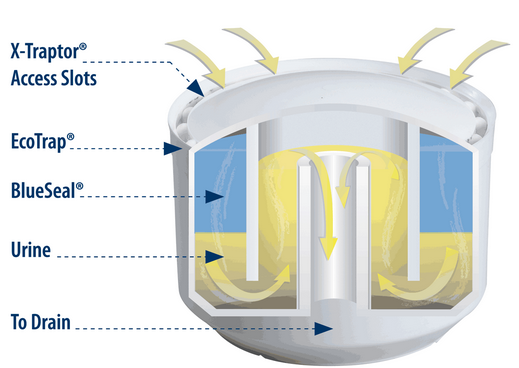 X-Traptor®
Access Slots
EcoTrap®
BlueSeal®
Urine
To Drain